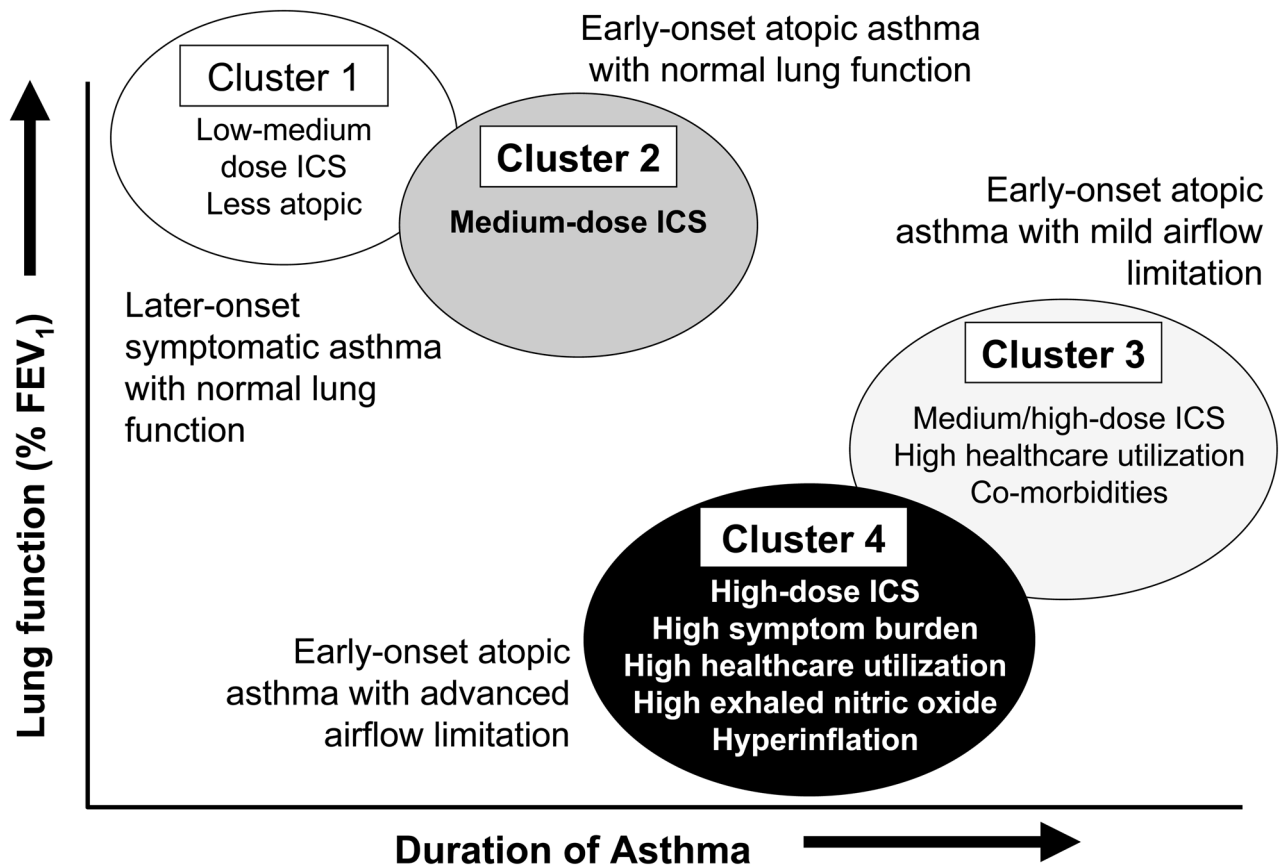 Cluster 1
Low-medium
dose ICS
Less atopic
Later-onset
symptomatic asthma
with normal lung
function
Early-onset atopic asthma
with normal lung function
Cluster 2
Medium-dose ICS
Early-onset atopic
asthma with mild airflow
limitation
Cluster 3
Medium/high-dose ICS
High healthcare utilization
Co-morbidities
Cluster 4
High-dose ICS
High symptom burden
High healthcare utilization
High exhaled nitric oxide
Hyperinflation
Early-onset atopic
asthma with advanced
airflow limitation
Lung function (% FEV₁)
Duration of Asthma